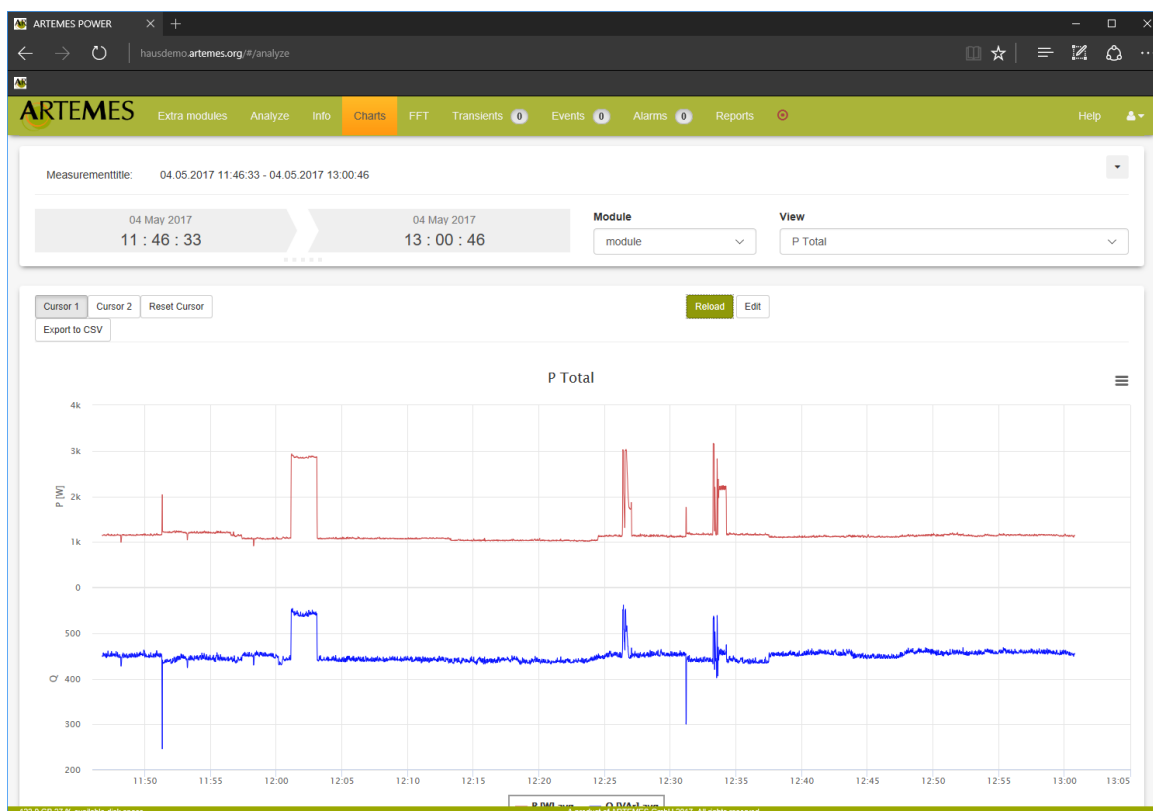 ARTEMES POWER
hausdemo.artemes.org/#/analyze
ARTEMES Extra modules Analyze Info Charts FFT Transients 0 Events 0 Alarms 0 Reports Help
Measurementtitle: 04.05.2017 11:46:33 - 04.05.2017 13:00:46
04 May 2017 04 May 2017 Module View
11 : 46 : 33 13 : 00 : 46 module P Total
Cursor 1 Cursor 2 Reset Cursor Reload Edit
Export to CSV
P Total
4k
3k
P [W]
2k
1k
0
500
Q
400
300
200
11:50 11:55 12:00 12:05 12:10 12:15 12:20 12:25 12:30 12:35 12:40 12:45 12:50 12:55 13:00 13:05